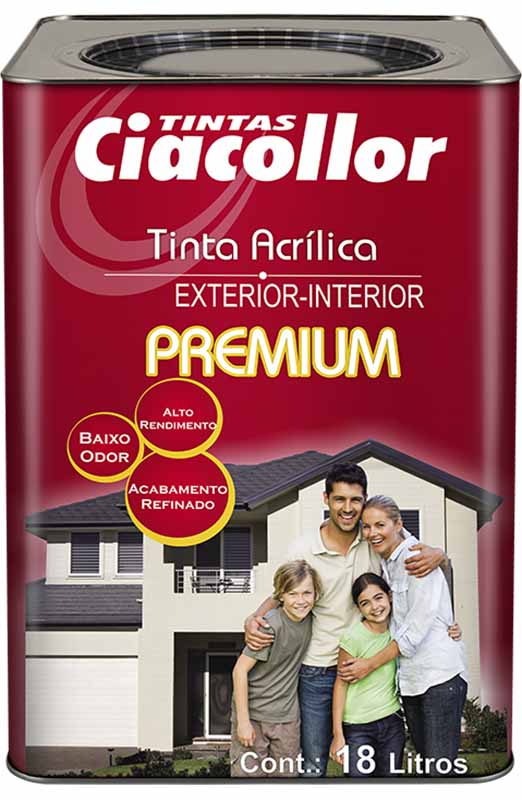 TINTAS
Ciacollor
Tinta Acrílica
EXTERIOR-INTERIOR
PREMIUM
ALTO
RENDIMENTO
BAIXO
ODOR
ACABAMENTO
REFINADO
Cont.: 18 Litros